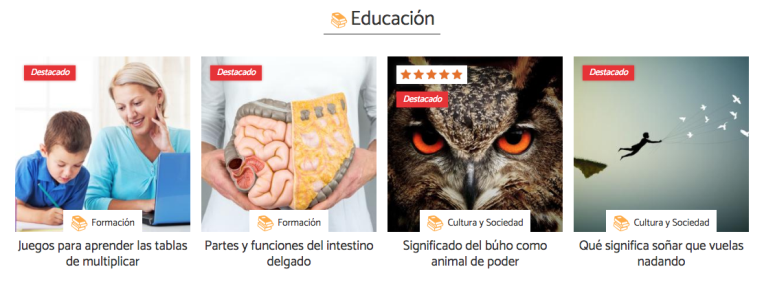 Educación
Destacado
Formación
Juegos para aprender las tablas
de multiplicar
Destacado
Formación
Partes y funciones del intestino
delgado
Destacado
Cultura y Sociedad
Significado del búho como
animal de poder
Destacado
Cultura y Sociedad
Qué significa soñar que vuelas
nadando